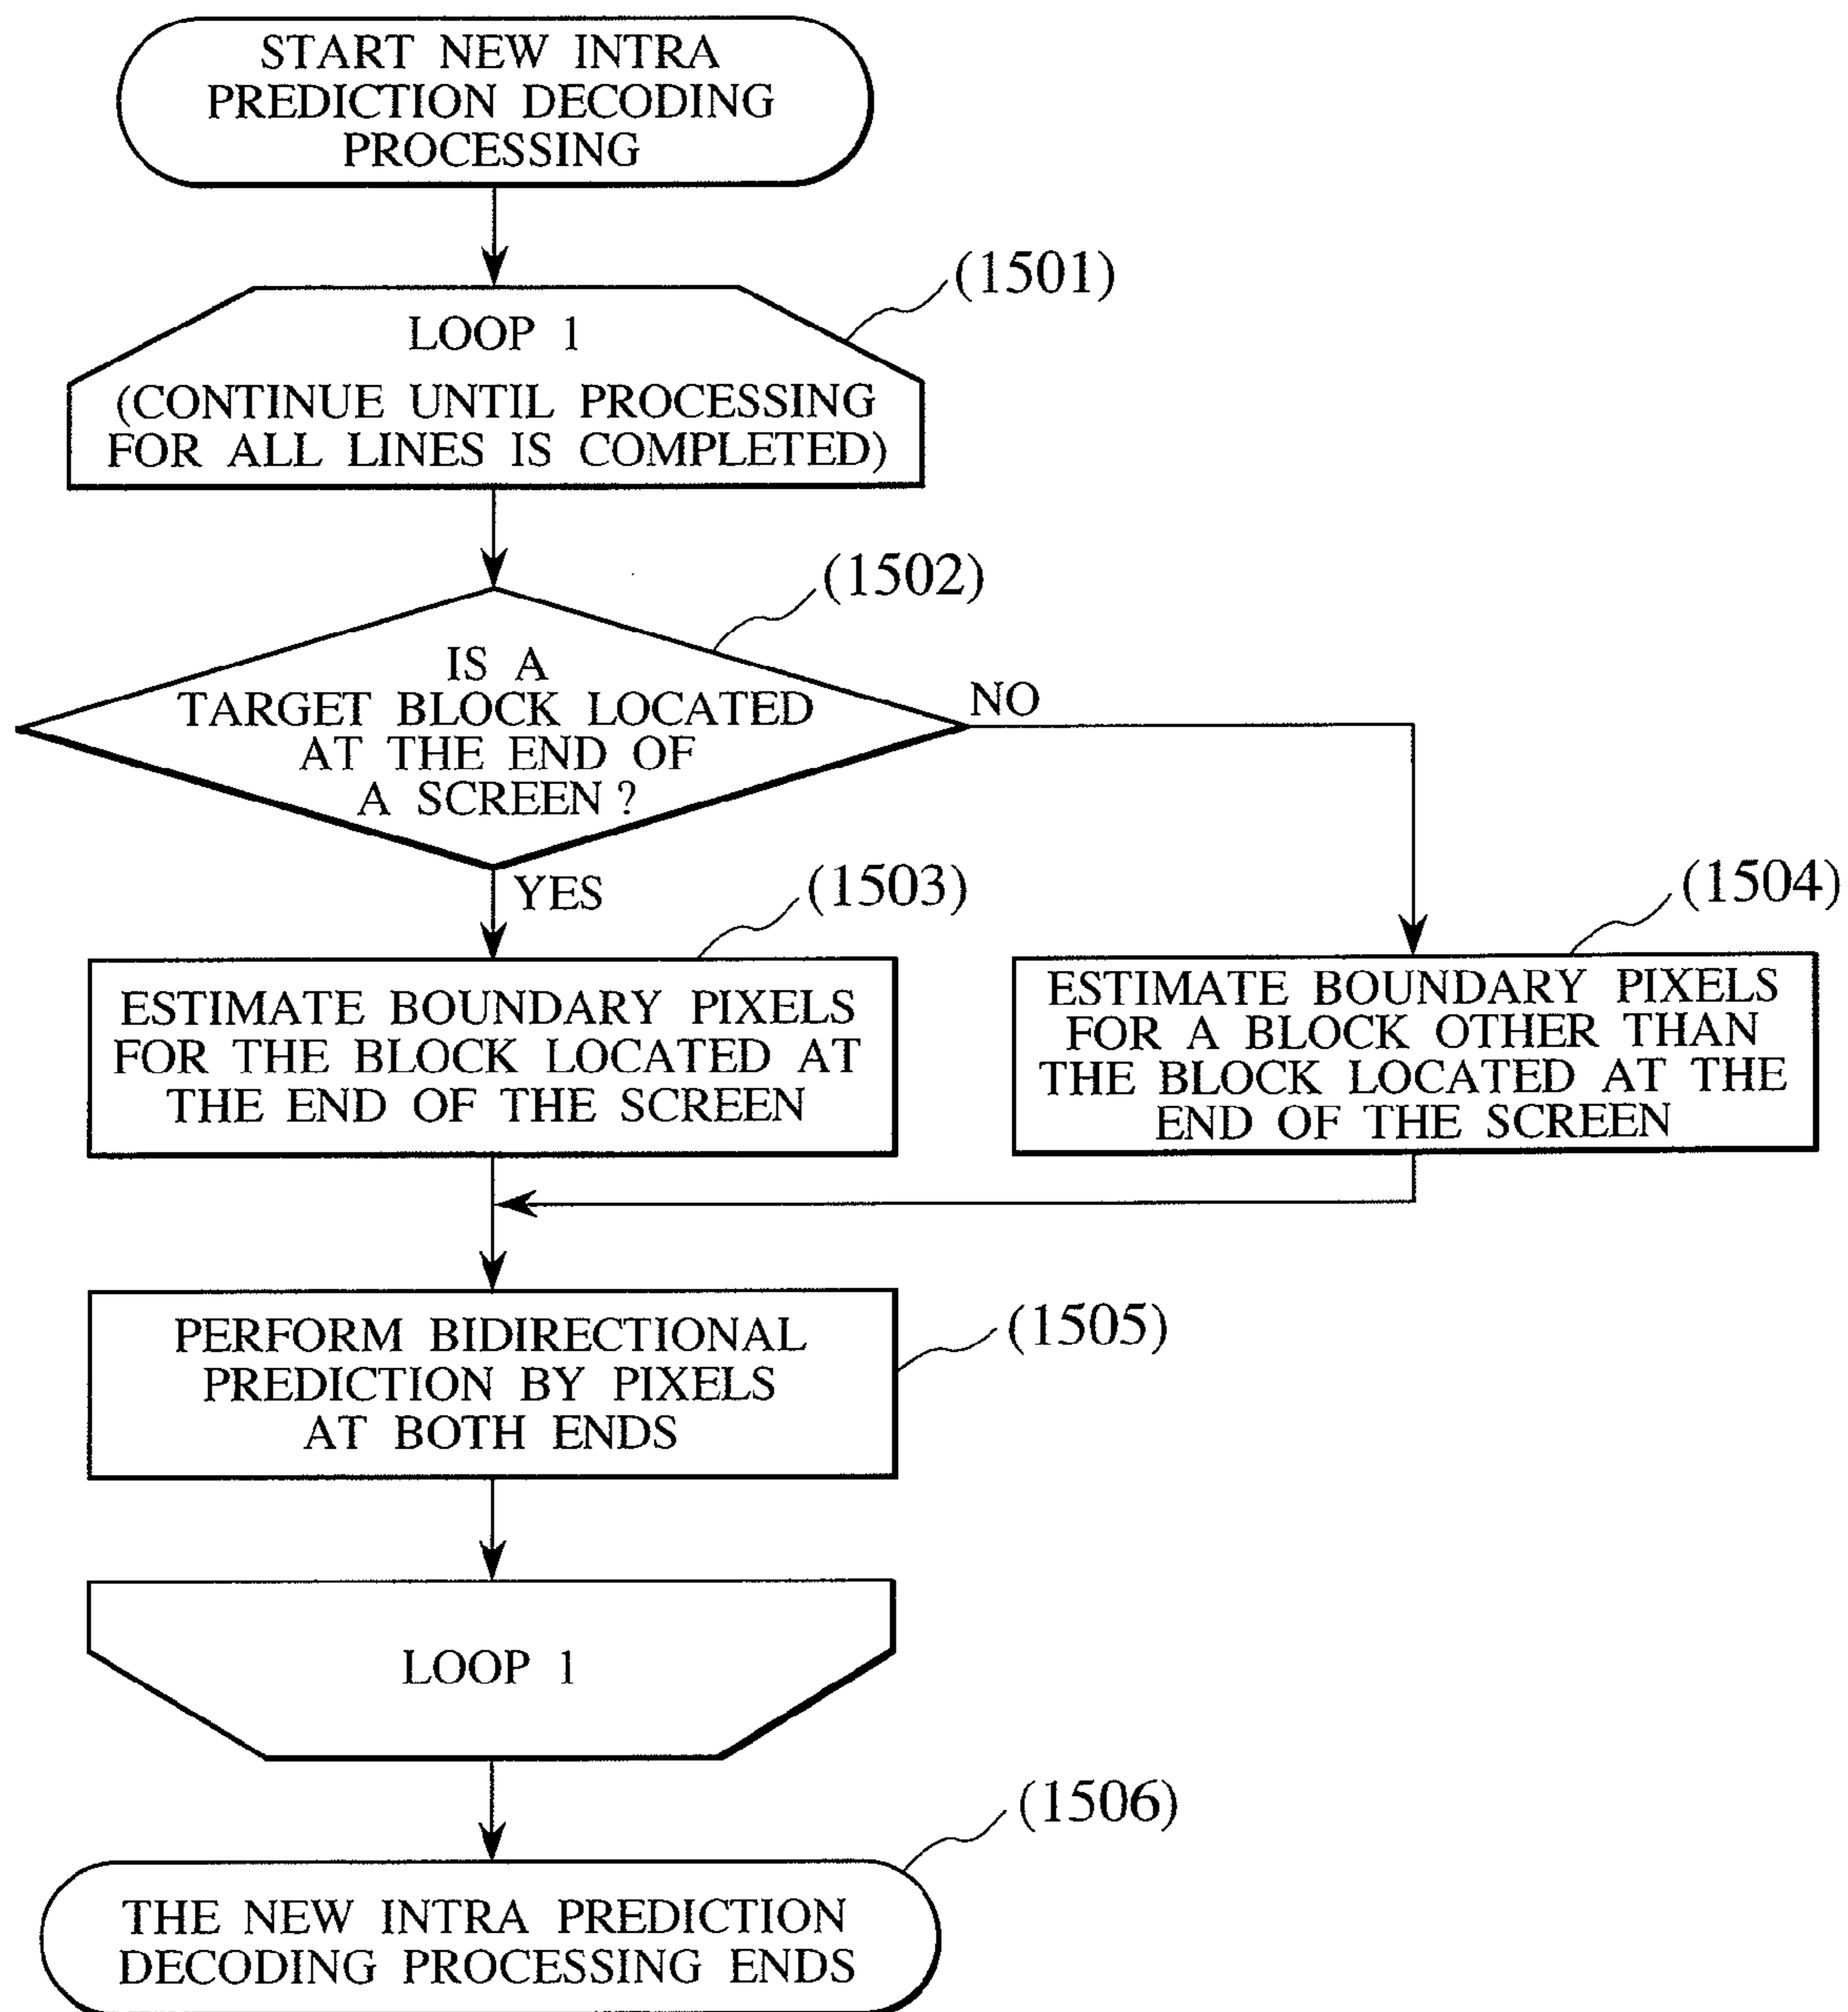 START NEW INTRA
PREDICTION DECODING
PROCESSING
(1501)
LOOP 1
(CONTINUE UNTIL PROCESSING
FOR ALL LINES IS COMPLETED)
(1502)
IS A
TARGET BLOCK LOCATED
AT THE END OF
A SCREEN ?
NO
YES
(1503)
ESTIMATE BOUNDARY PIXELS
FOR THE BLOCK LOCATED AT
THE END OF THE SCREEN
(1504)
ESTIMATE BOUNDARY PIXELS
FOR A BLOCK OTHER THAN
THE BLOCK LOCATED AT THE
END OF THE SCREEN
PERFORM BIDIRECTIONAL
PREDICTION BY PIXELS
AT BOTH ENDS
(1505)
LOOP 1
(1506)
THE NEW INTRA PREDICTION
DECODING PROCESSING ENDS